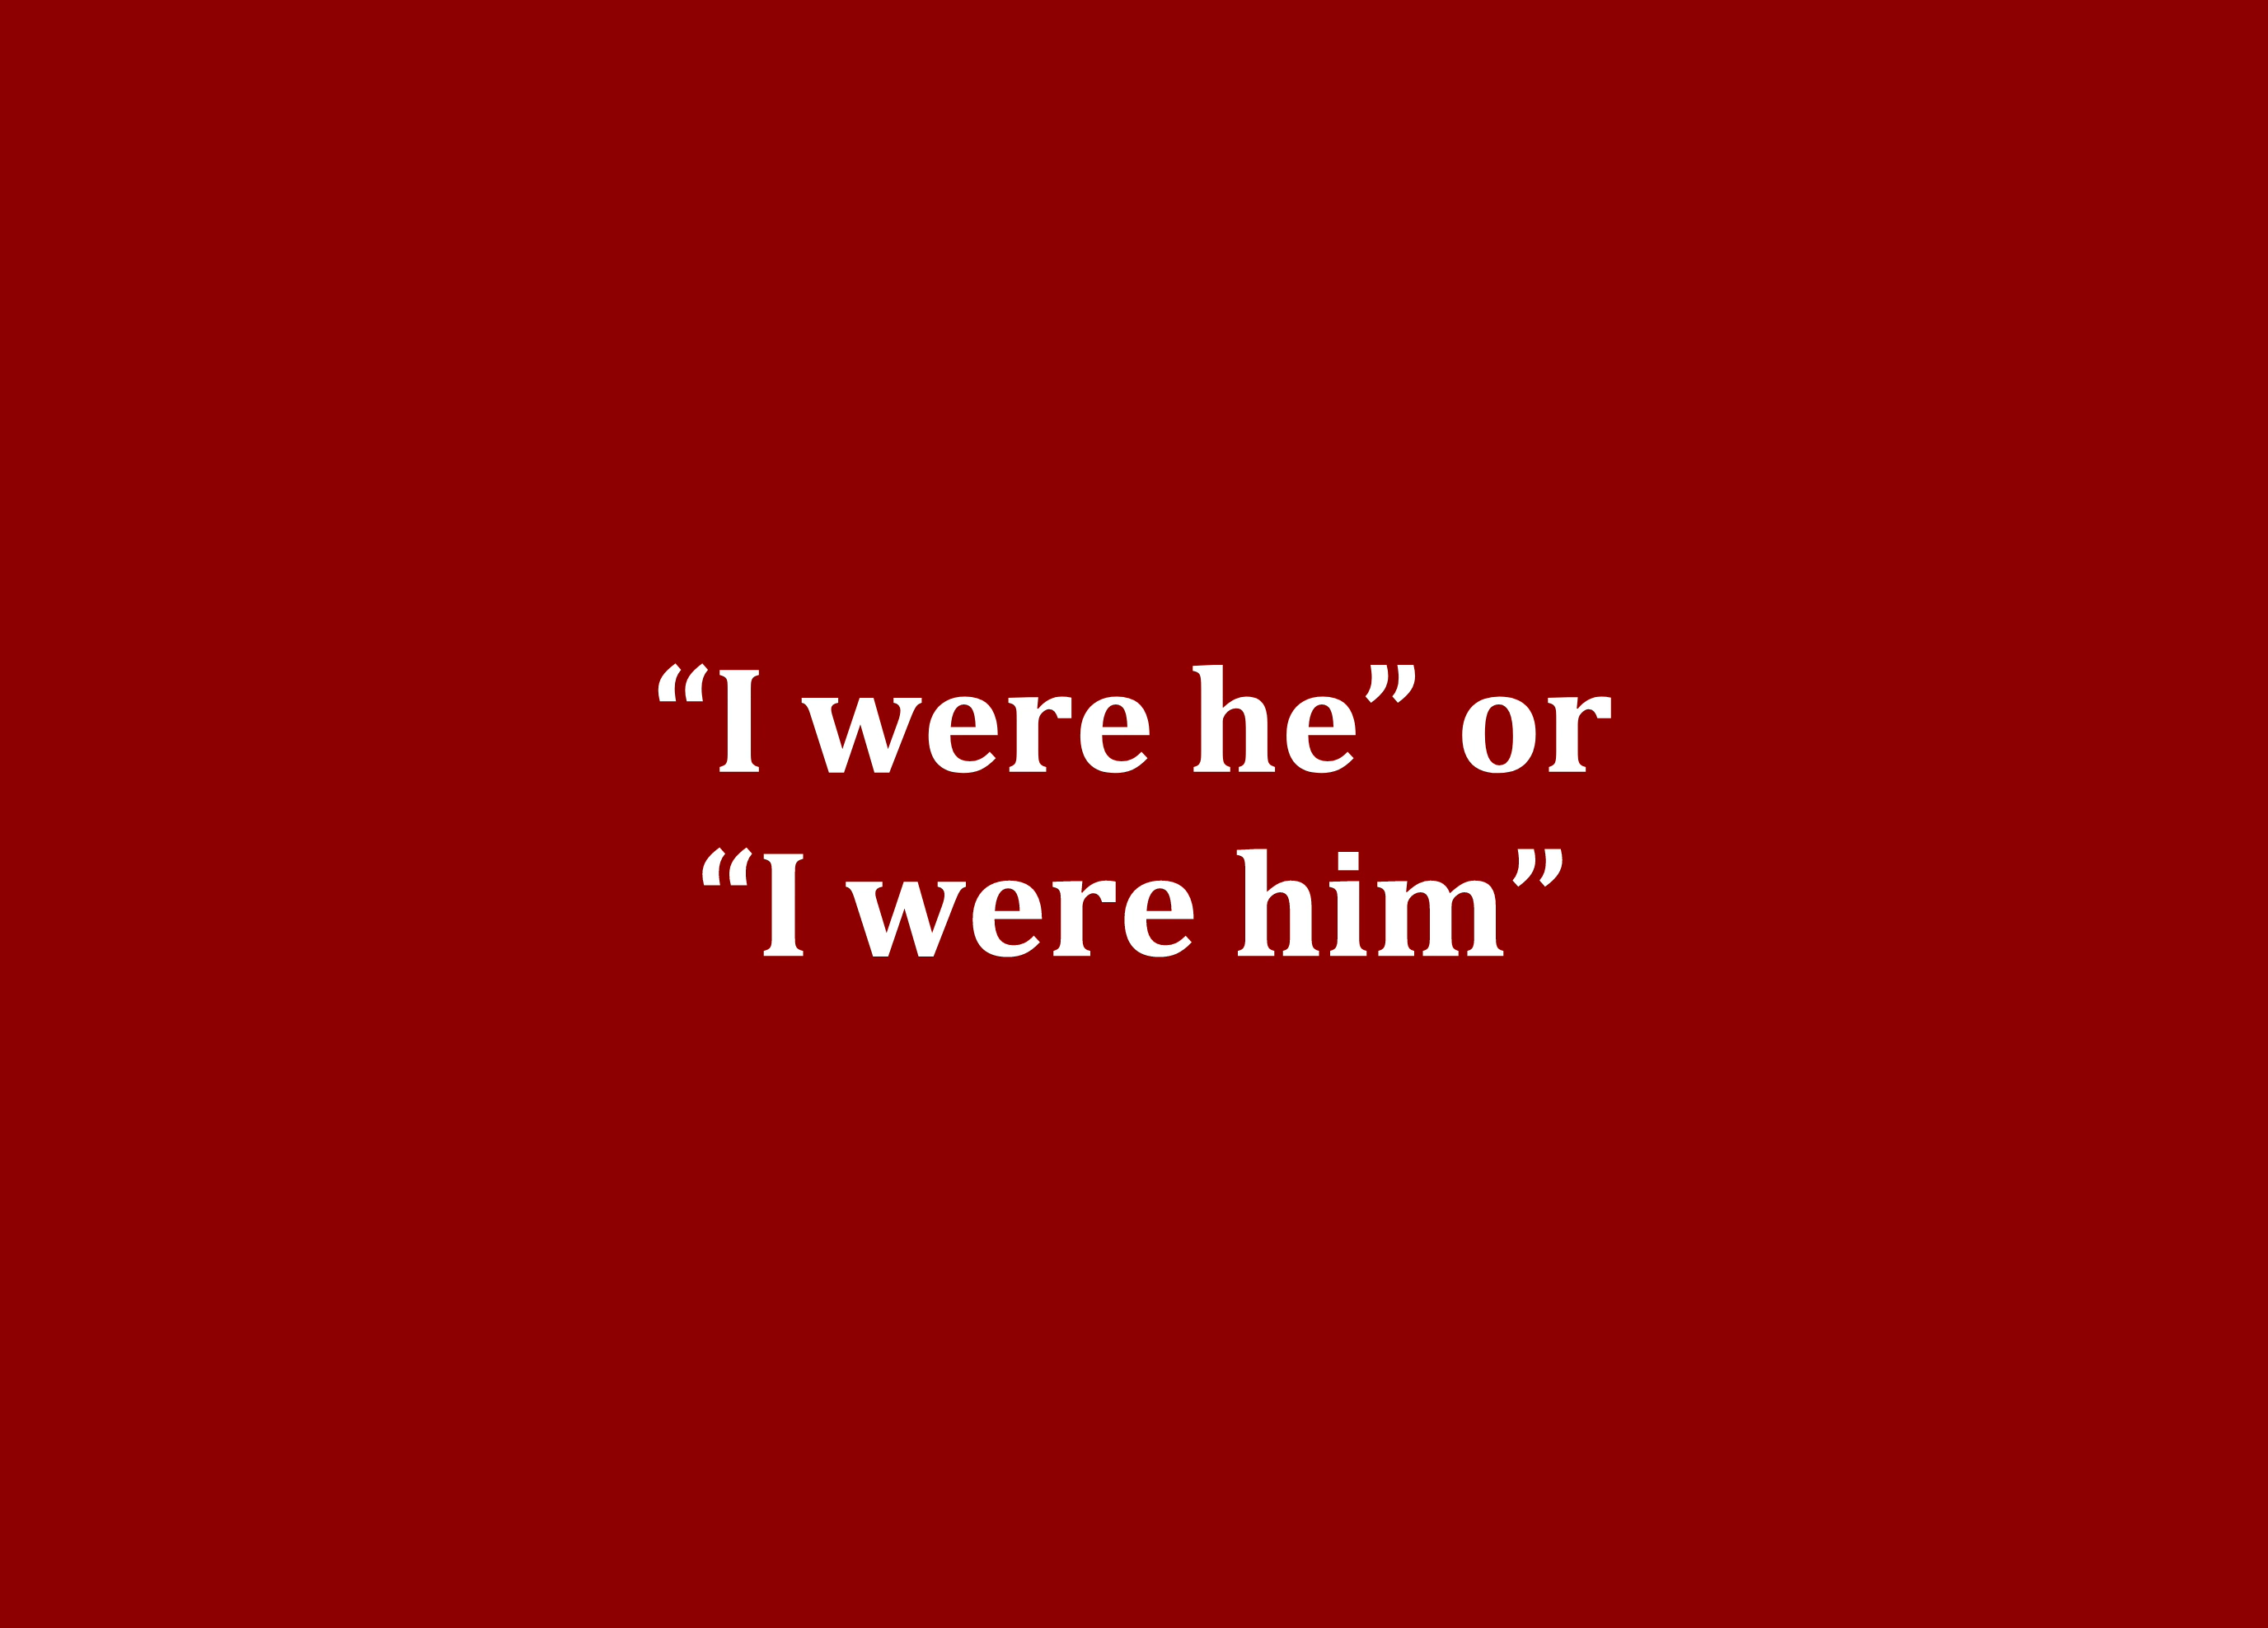 “I were he” or
“I were him”